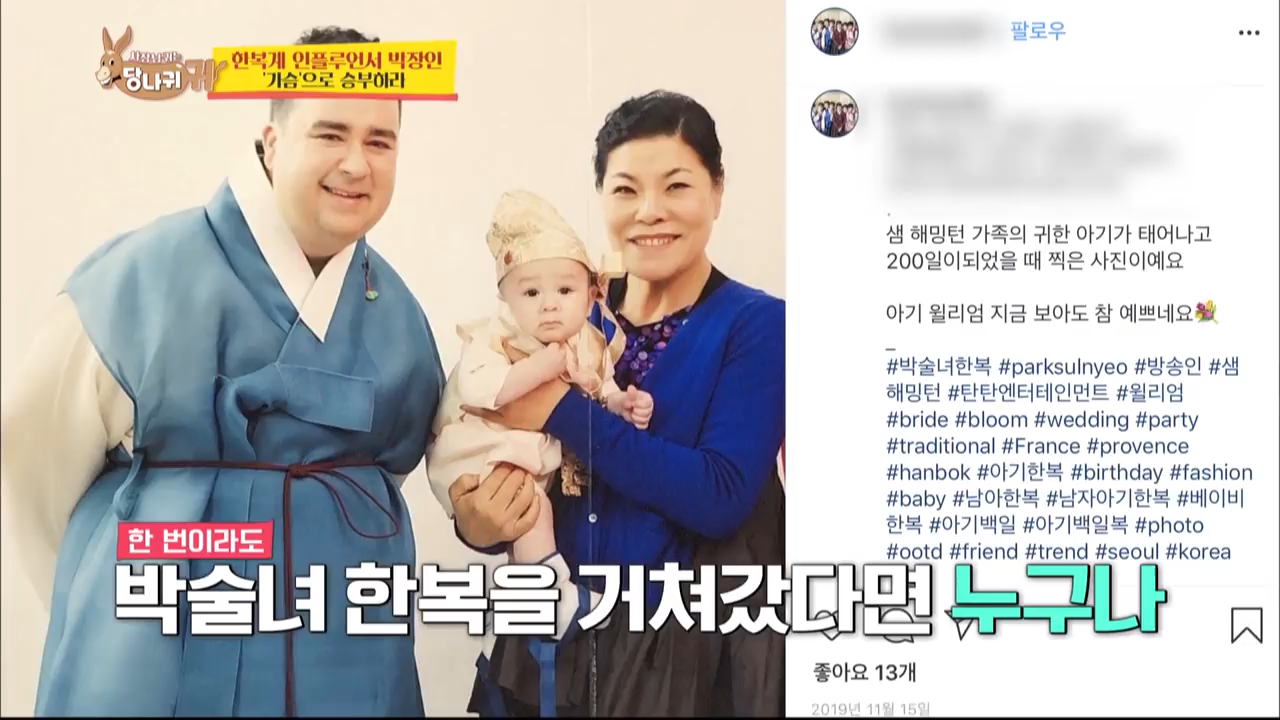 사장님 귀는
당나귀 귀
한복계 인플루언서 박장인
'가슴'으로 승부하라
팔로우
샘 해밍턴 가족의 귀한 아기가 태어나고
200일이되었을 때 찍은 사진이예요
아기 윌리엄 지금 보아도 참 예쁘네요💐
_
#박술녀한복 #parksulnyeo #방송인 #샘
해밍턴 #탄탄엔터테인먼트 #윌리엄
#bride #bloom #wedding #party
#traditional #France #provence
#hanbok #아기한복 #birthday #fashion
#baby #남아한복 #남자아기한복 #베이비
한복 #아기백일 #아기백일복 #photo
#ootd #friend #trend #seoul #korea
한 번이라도
박술녀 한복을 거쳐갔다면 누구나
좋아요 13개
2019년 11월 15일